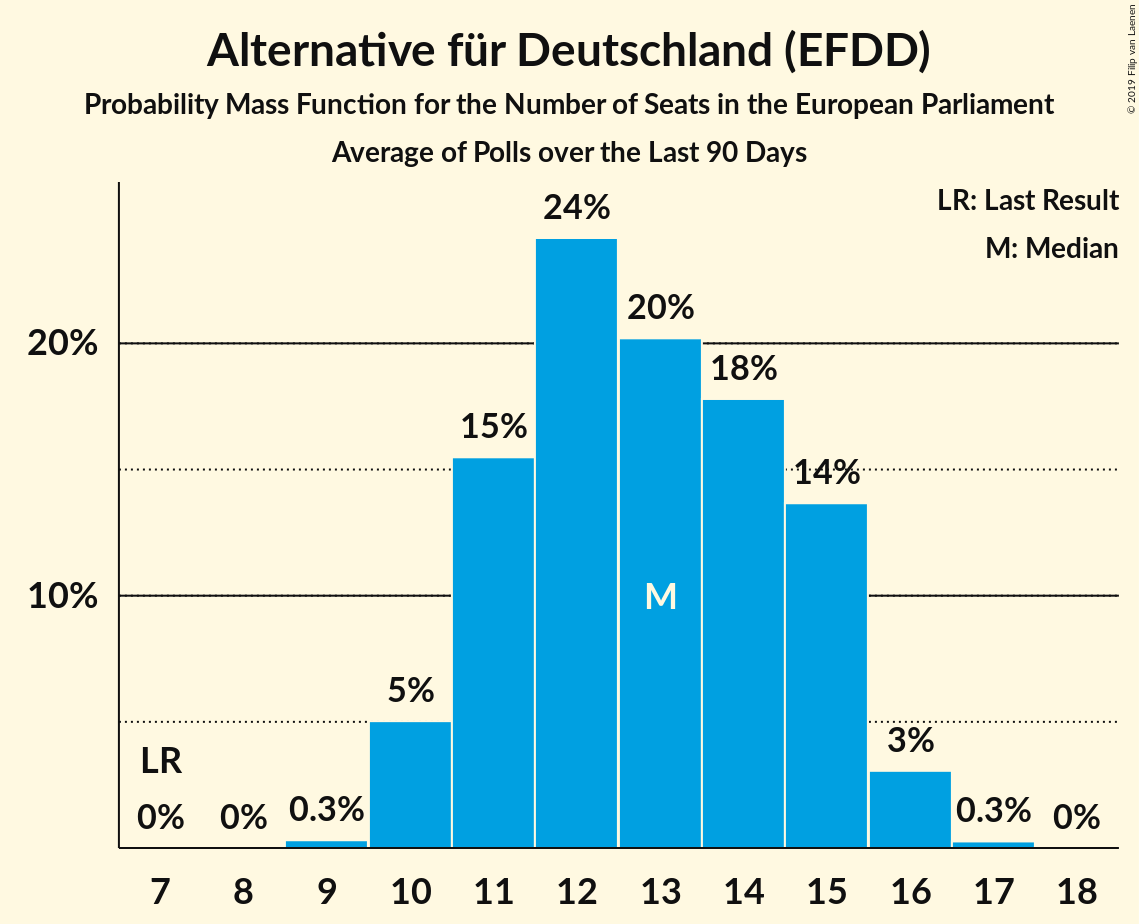 Alternative für Deutschland (EFDD)
Probability Mass Function for the Number of Seats in the European Parliament
Average of Polls over the Last 90 Days
© 2019 Filip van Laenen
LR: Last Result
M: Median
24%
20%
20%
18%
15%
14%
10%
M
5%
3%
LR
0%
0%
0.3%
0.3%
0%
7 8 9 10 11 12 13 14 15 16 17 18